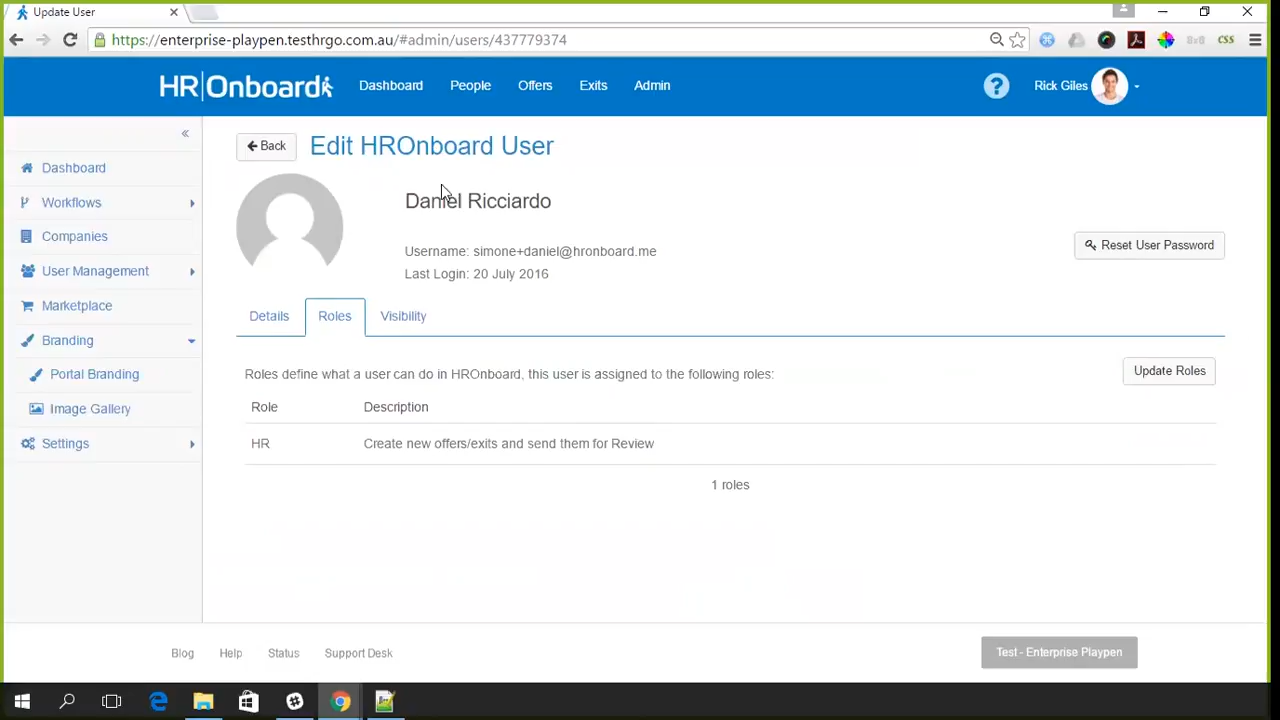 Update User
https://enterprise-playpen.testhrgo.com.au/#admin/users/437779374
CSS
HR|Onboard
Dashboard
People
Offers
Exits
Admin
?
Rick Giles
«
Dashboard
Workflows
Companies
User Management
Marketplace
Branding
Portal Branding
Image Gallery
Settings
Back
Edit HROnboard User
Daniel Ricciardo
Username: simone+daniel@hronboard.me
Last Login: 20 July 2016
Reset User Password
Details
Roles
Visibility
Roles define what a user can do in HROnboard, this user is assigned to the following roles:
Update Roles
Role Description
HR Create new offers/exits and send them for Review
1 roles
Blog Help Status Support Desk
Test - Enterprise Playpen